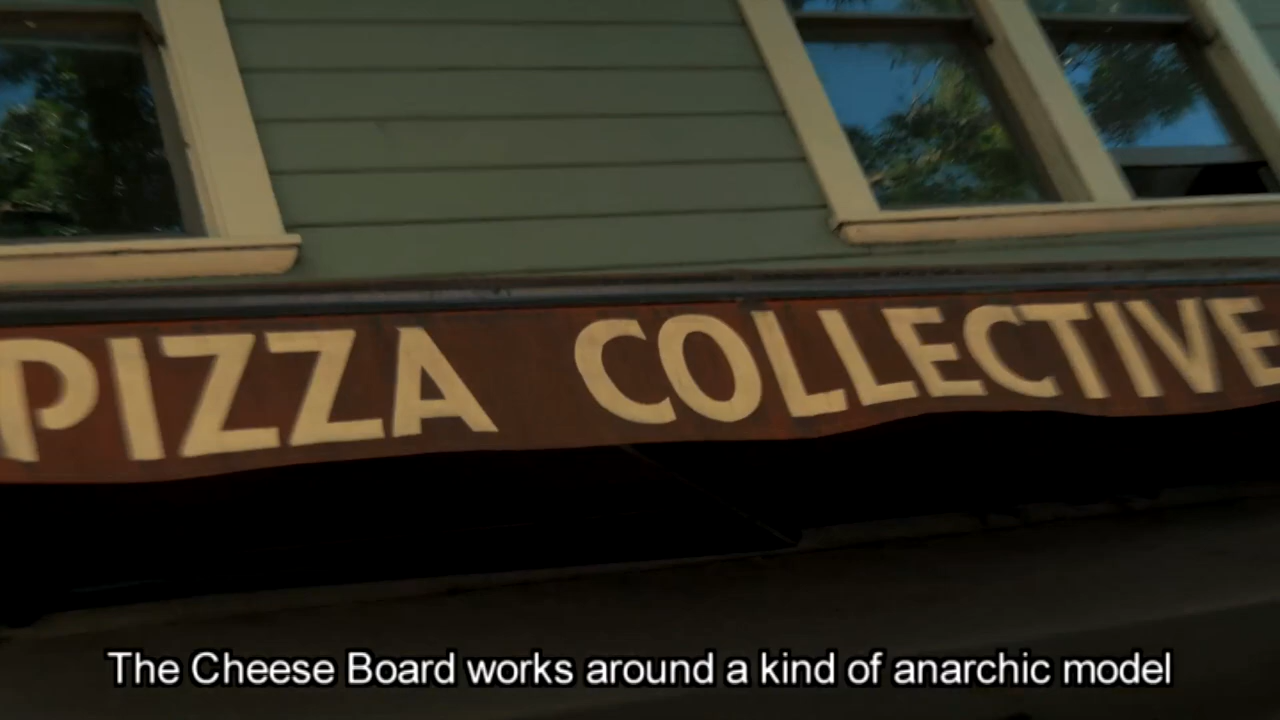 PIZZA COLLECTIVE
The Cheese Board works around a kind of anarchic model